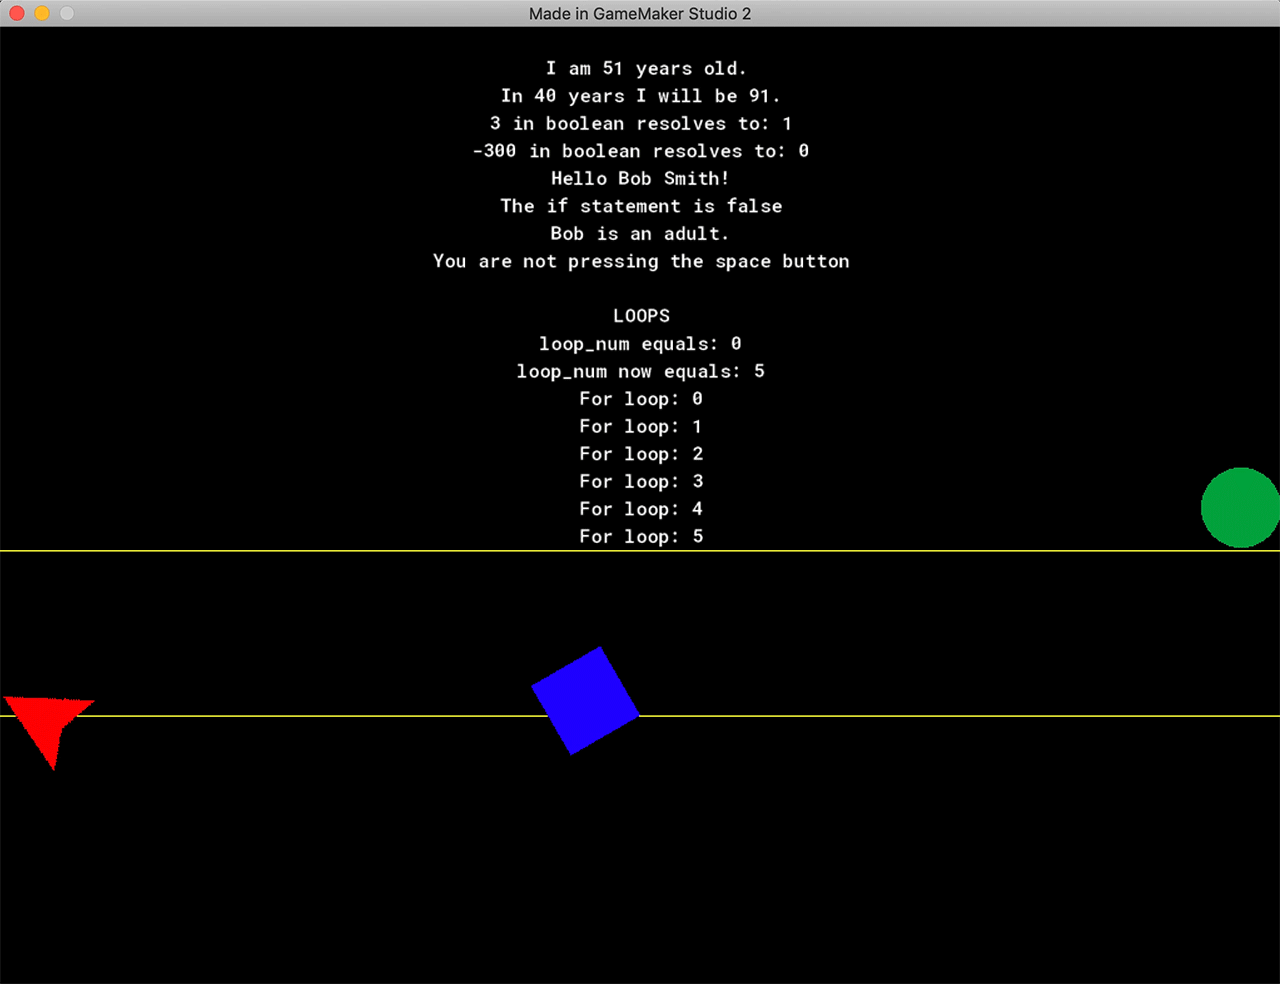 Made in GameMaker Studio 2
I am 51 years old.
In 40 years I will be 91.
3 in boolean resolves to: 1
-300 in boolean resolves to: 0
Hello Bob Smith!
The if statement is false
Bob is an adult.
You are not pressing the space button
LOOPS
loop_num equals: 0
loop_num now equals: 5
For loop: 0
For loop: 1
For loop: 2
For loop: 3
For loop: 4
For loop: 5